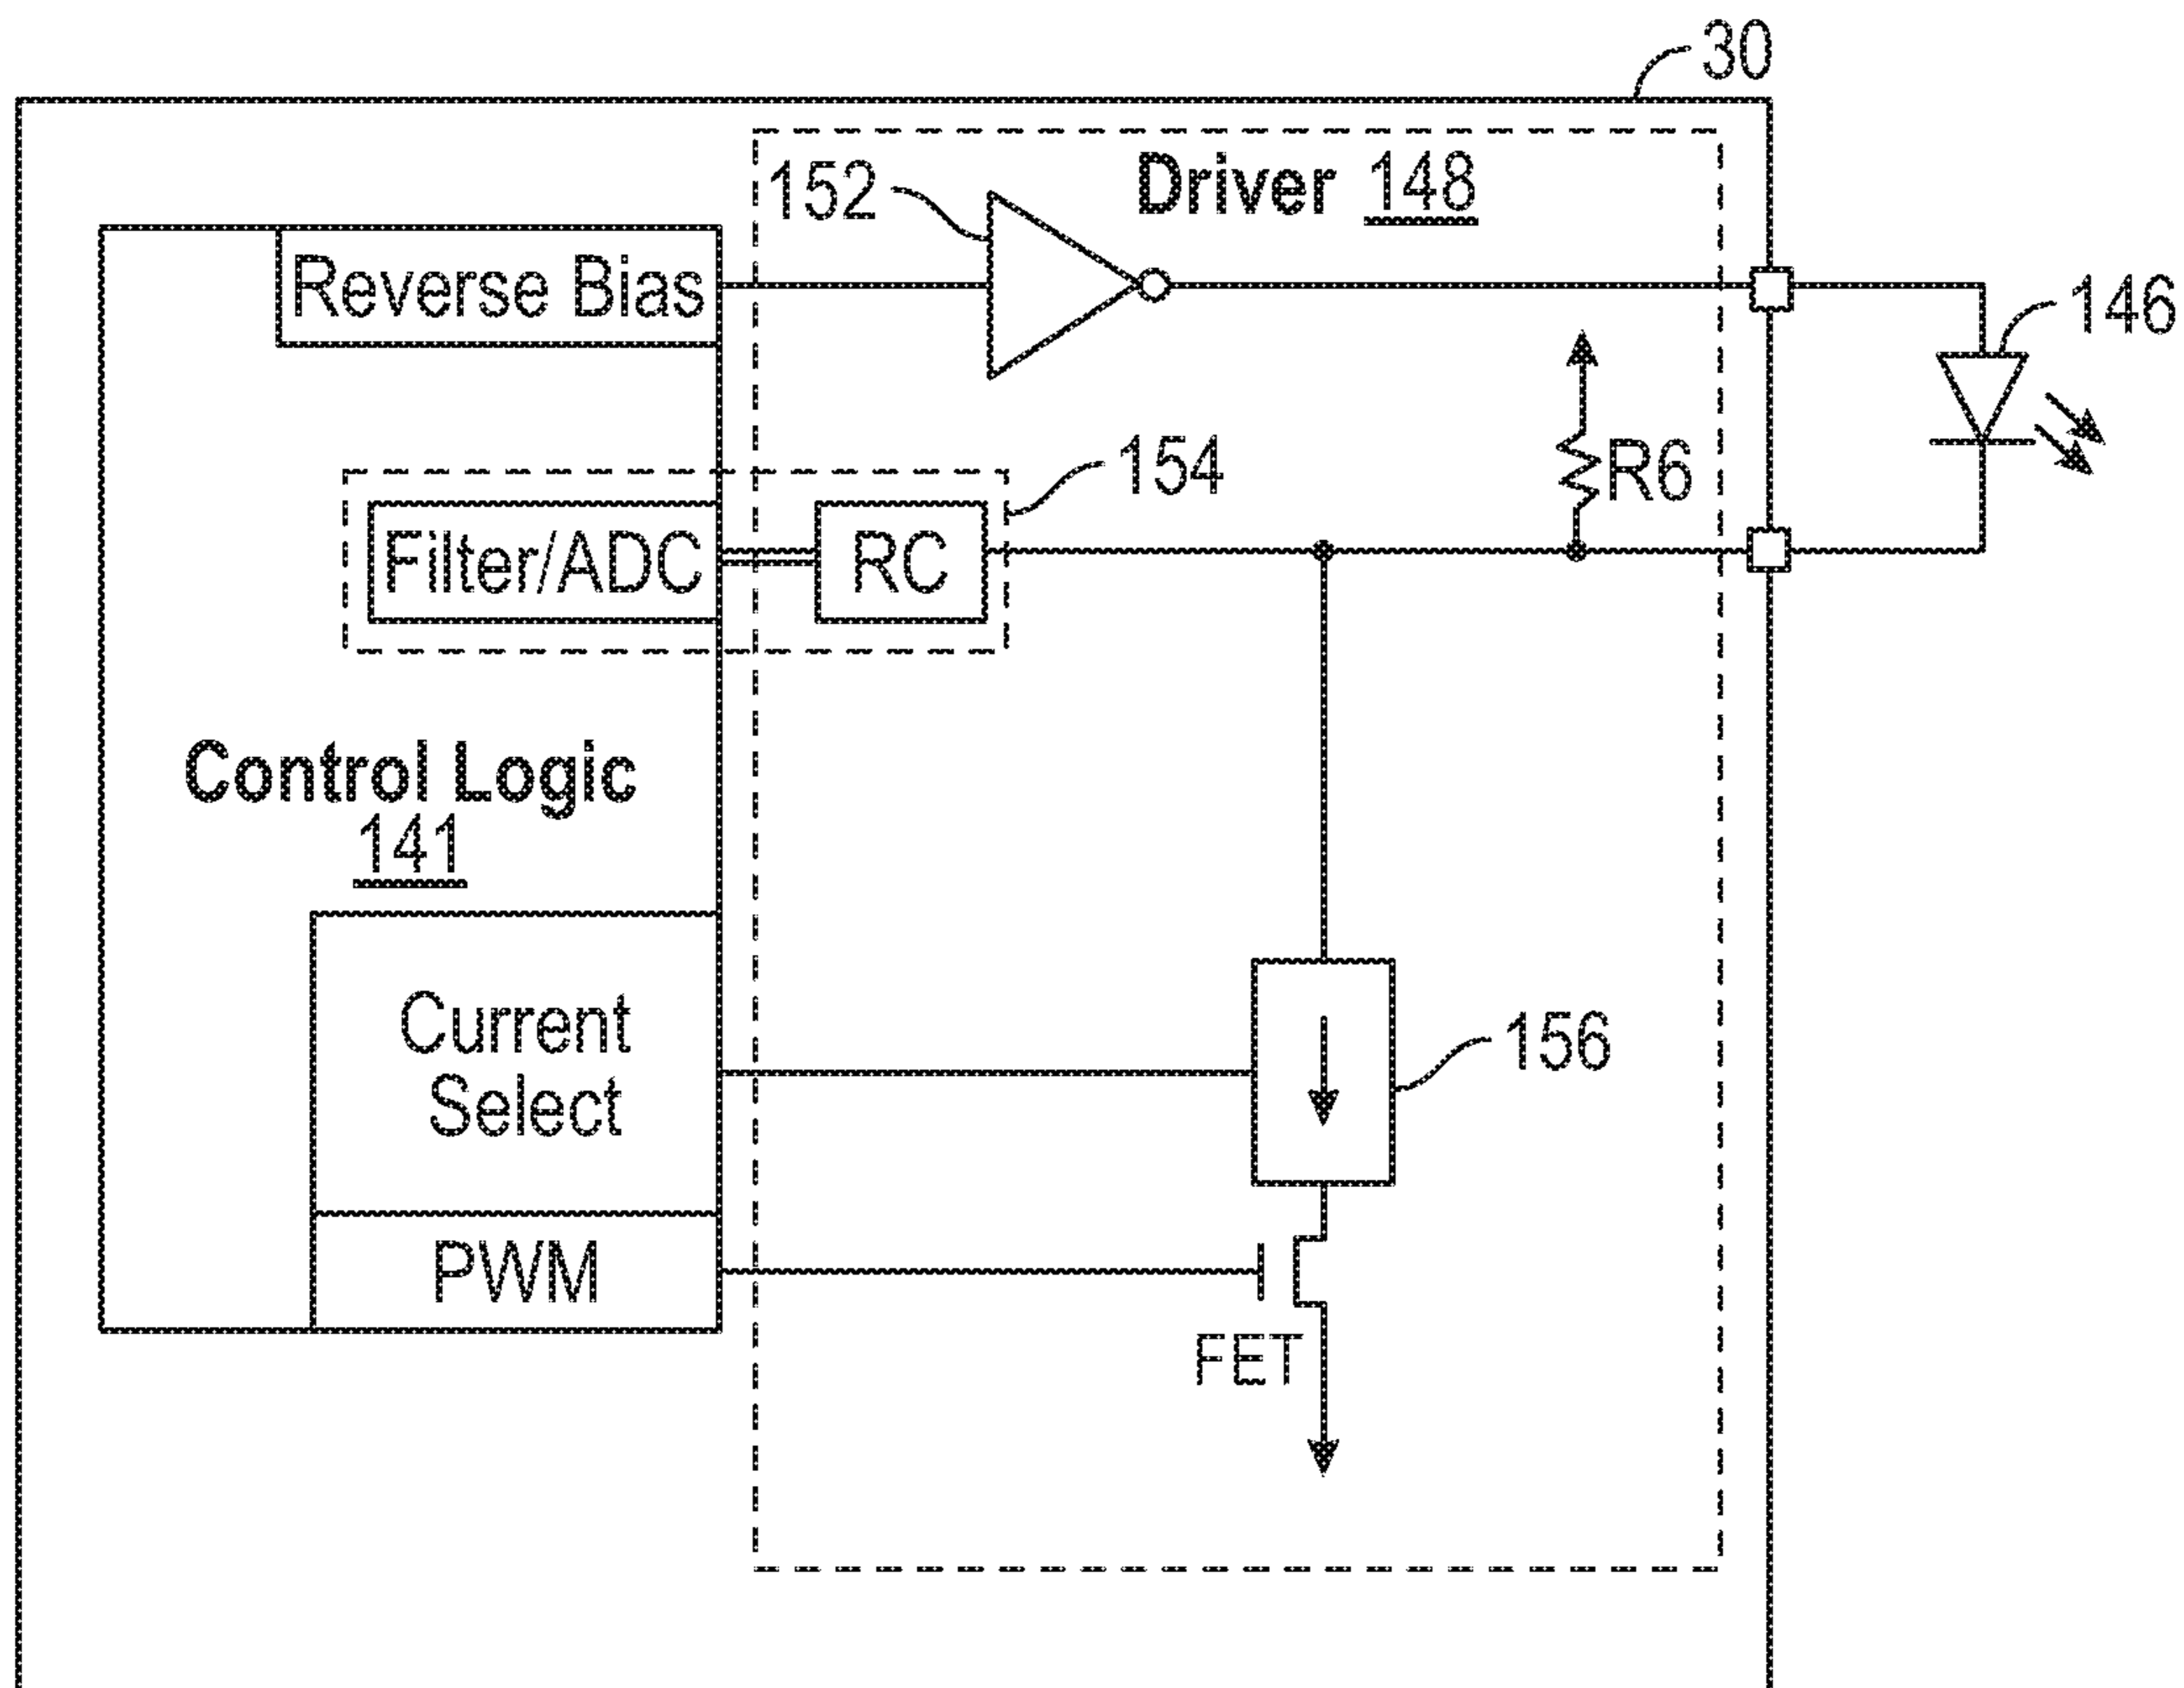 30
Driver 148
152
Reverse Bias
146
154
R6
Filter/ADC
RC
Control Logic
141
Current
Select
156
PWM
FET